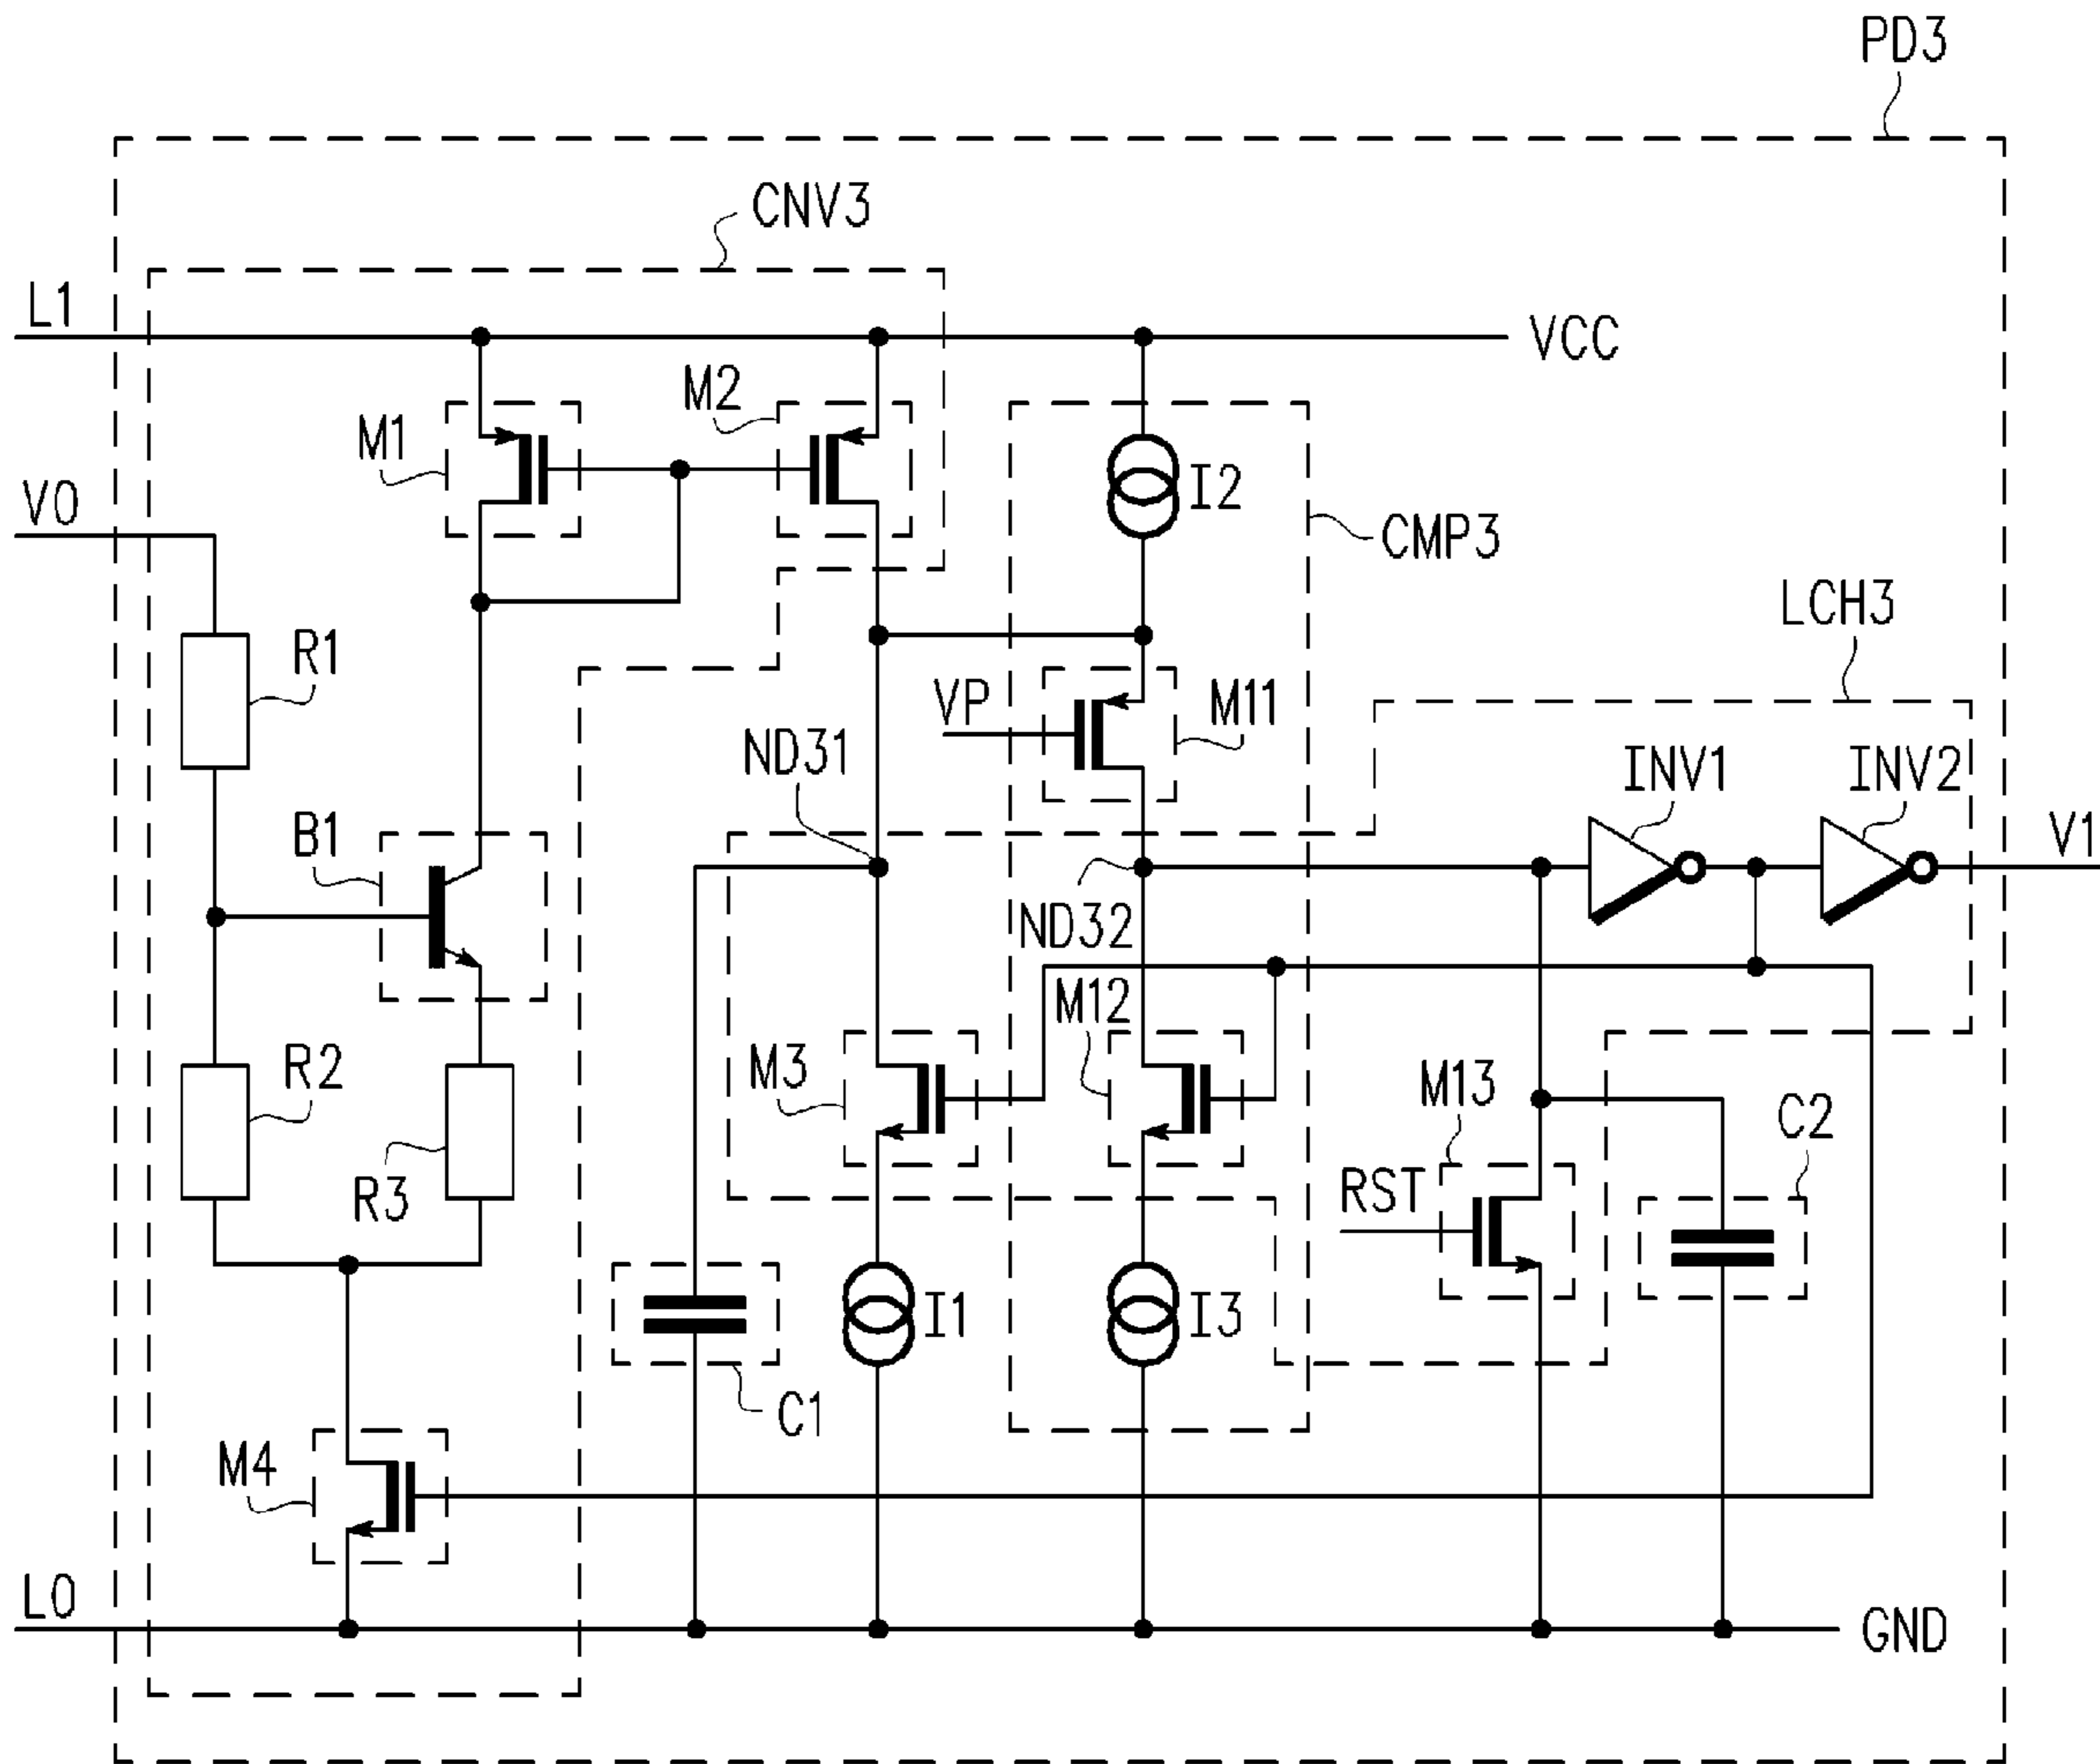 PD3
CNV3
L1
VCC
M2
M1
I2
V0
CMP3
LCH3
R1
VP
M11
ND31
INV1
INV2
B1
V1
ND32
M12
R2
M3
M13
C2
R3
RST
I1
I3
C1
M4
L0
GND